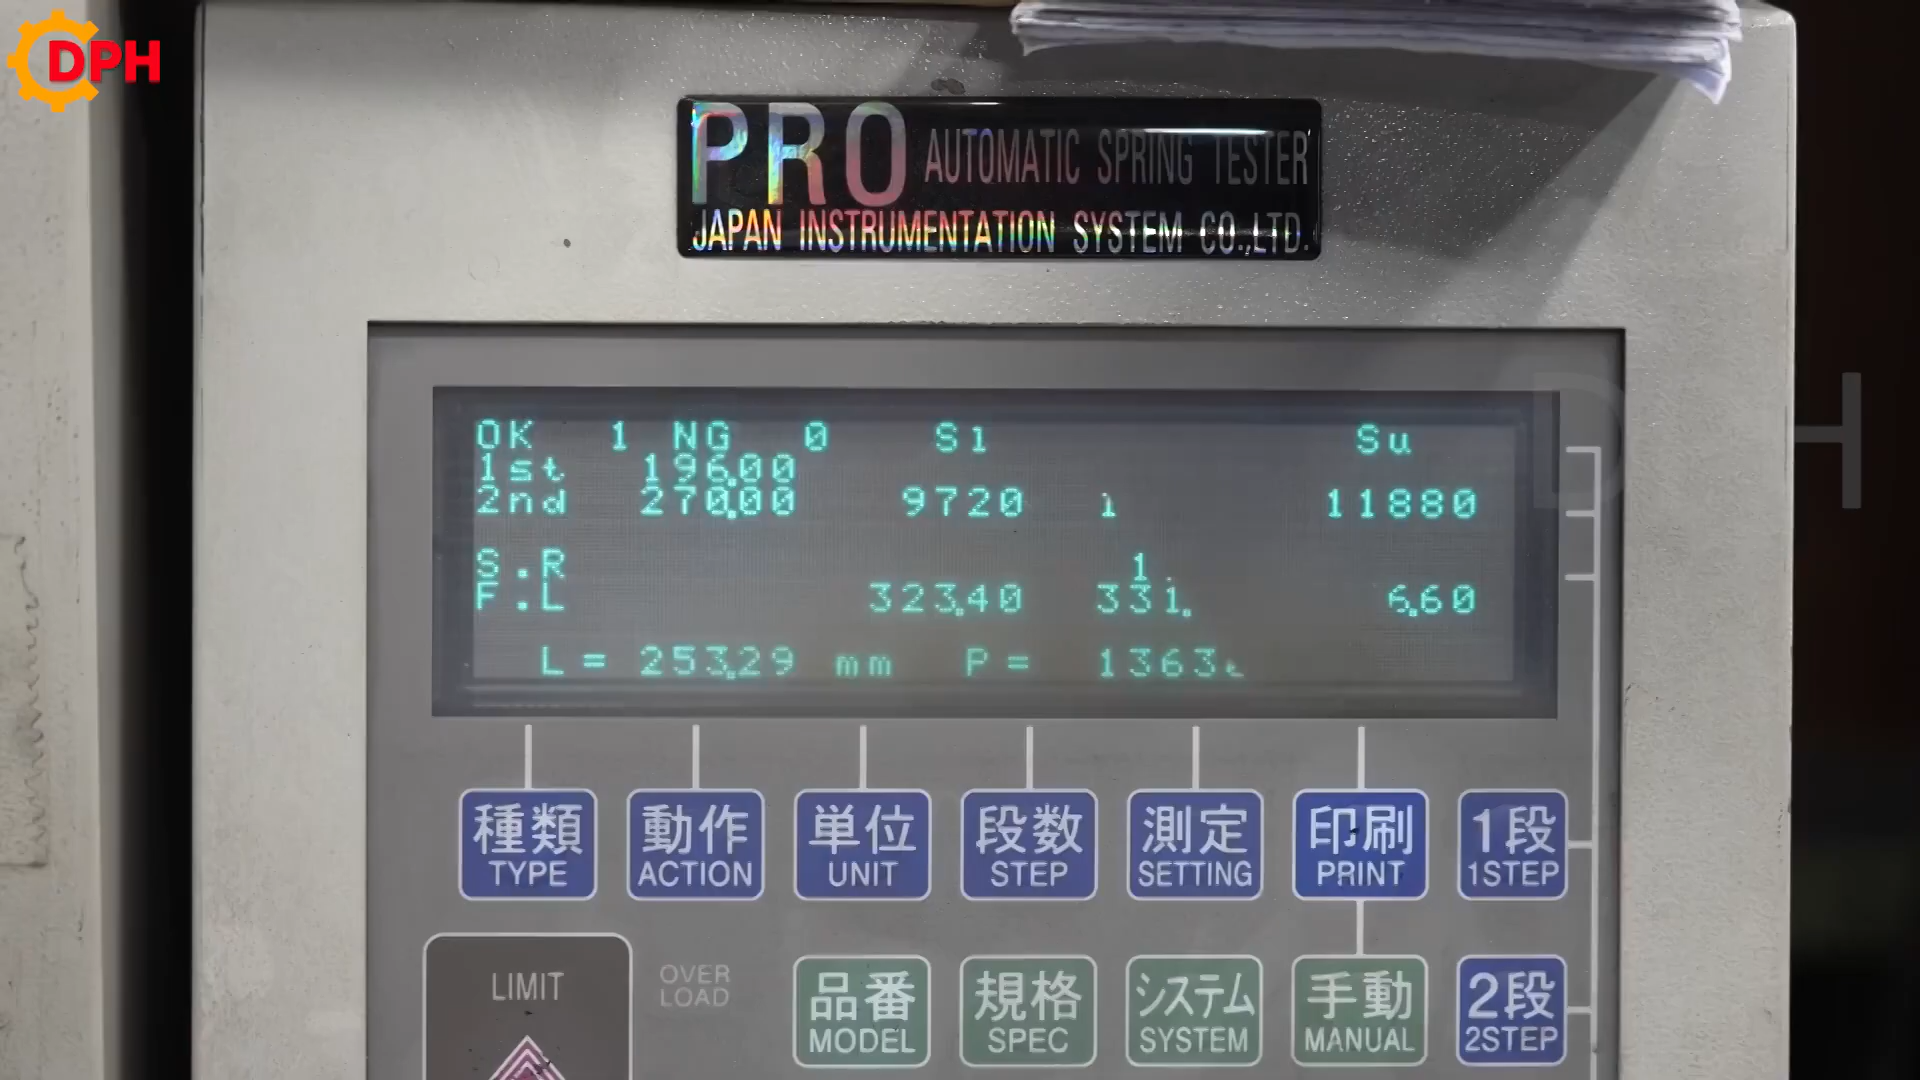 DPH
PRO AUTOMATIC SPRING TESTER
JAPAN INSTRUMENTATION SYSTEM CO.,LTD.
OK 1 NG 0 Sl Su
1st 196.00
2nd 270.00 9720 11880
S.R
F.L 323.40 6.60
L = 253.29 mm P = 1363
種類 動作 単位 段数 測定 印刷 1段
TYPE ACTION UNIT STEP SETTING PRINT 1STEP
LIMIT
OVER
LOAD
品番 規格 システム 手動 2段
MODEL SPEC SYSTEM MANUAL 2STEP